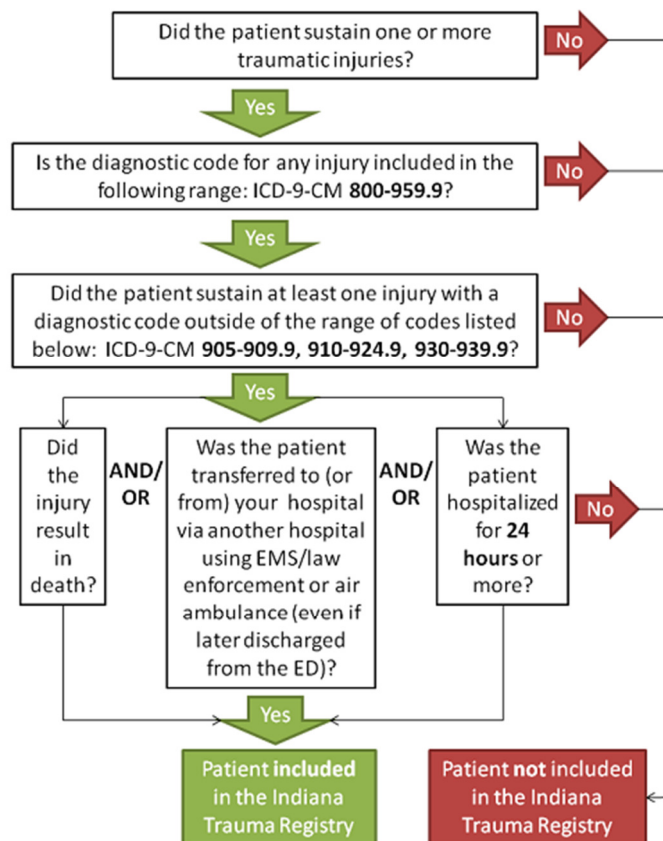 Did the patient sustain one or more
traumatic injuries?
No
Yes
Is the diagnostic code for any injury included in the
following range: ICD-9-CM 800-959.9?
No
Yes
Did the patient sustain at least one injury with a
diagnostic code outside of the range of codes listed
below: ICD-9-CM 905-909.9, 910-924.9, 930-939.9?
No
Yes
Did
the
injury
result
in
death?
AND/
OR
Was the patient
transferred to (or
from) your hospital
via another hospital
using EMS/law
enforcement or air
ambulance (even if
later discharged
from the ED)?
AND/
OR
Was the
patient
hospitalized
for 24
hours or
more?
No
Yes
Patient included
in the Indiana
Trauma Registry
Patient not included
in the Indiana
Trauma Registry